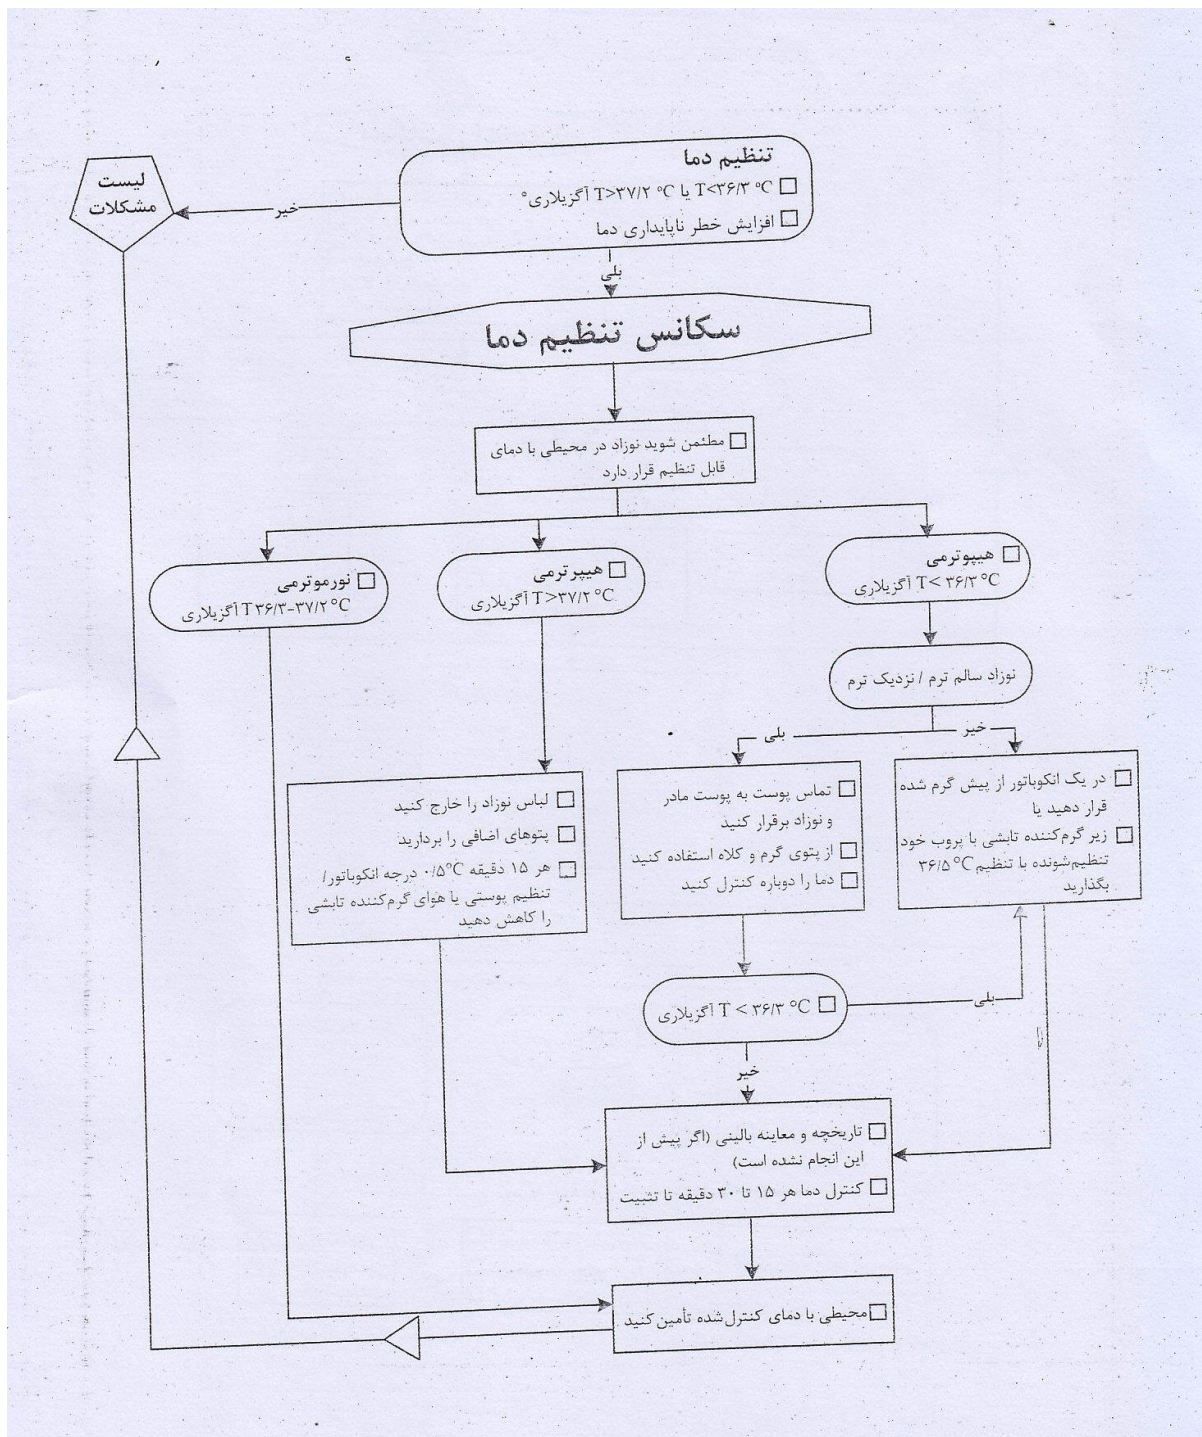 تنظیم دما
T<۳۶/۳ °C یا T>۳۷/۲ °C آگزیلاری°
افزایش خطر ناپایداری دما
خیر
لیست
مشکلات
بلی
سکانس تنظیم دما
مطمئن شوید نوزاد در محیطی با دمای
قابل تنظیم قرار دارد
هیپوترمی
T< ۳۶/۳ °C آگزیلاری
هیپرترمی
T>۳۷/۲ °C آگزیلاری
نورموترمی
T ۳۶/۳-۳۷/۲ °C آگزیلاری
نوزاد سالم ترم / نزدیک ترم
خیر
بلی
در یک انکوباتور از پیش گرم شده
قرار دهید یا
زیر گرم‌کننده تابشی با پروب خود
تنظیم‌شونده با تنظیم ۳۶/۵ °C
بگذارید
تماس پوست به پوست مادر
و نوزاد برقرار کنید
از پتوی گرم و کلاه استفاده کنید
دما را دوباره کنترل کنید
لباس نوزاد را خارج کنید
پتوهای اضافی را بردارید
هر ۱۵ دقیقه ۰/۵°C درجه انکوباتور/
تنظیم پوستی یا هوای گرم‌کننده تابشی
را کاهش دهید
T < ۳۶/۳ °C آگزیلاری
بلی
خیر
تاریخچه و معاینه بالینی (اگر پیش از
این انجام نشده است)
کنترل دما هر ۱۵ تا ۳۰ دقیقه تا تثبیت
محیطی با دمای کنترل‌شده تأمین کنید